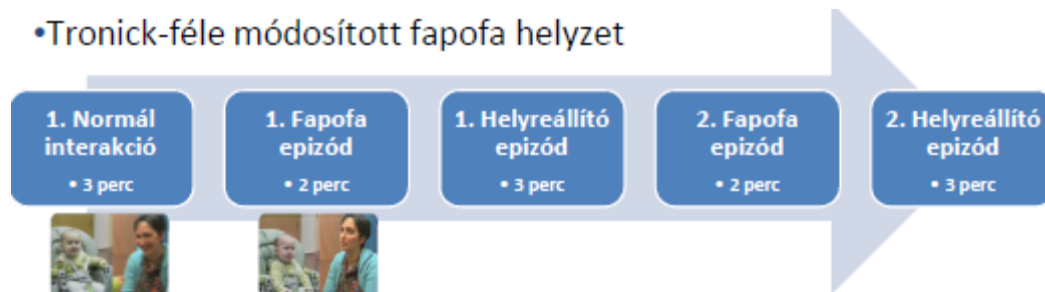 •Tronick-féle módosított fapofa helyzet
1. Normál
interakció
• 3 perc
1. Fapofa
epizód
• 2 perc
1. Helyreállító
epizód
• 3 perc
2. Fapofa
epizód
• 2 perc
2. Helyreállító
epizód
• 3 perc